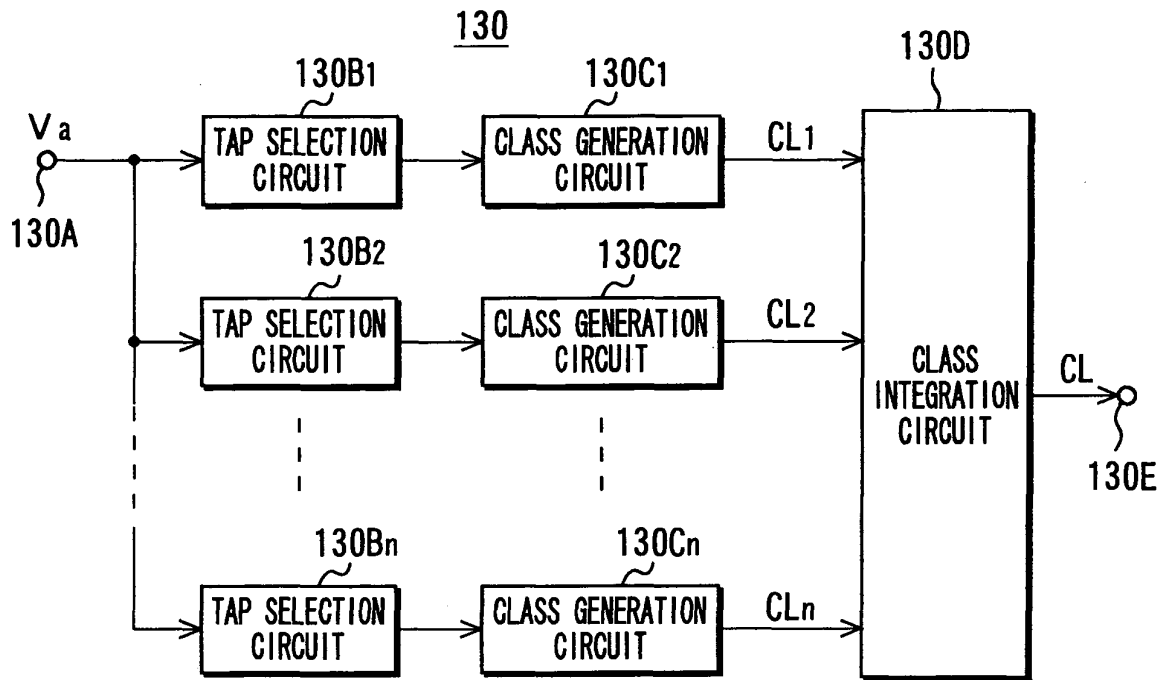 130
130B1
130C1
130D
Va
TAP SELECTION
CIRCUIT
CLASS GENERATION
CIRCUIT
CL1
130A
130B2
130C2
TAP SELECTION
CIRCUIT
CLASS GENERATION
CIRCUIT
CL2
CLASS
INTEGRATION
CIRCUIT
CL
130E
130Bn
130Cn
TAP SELECTION
CIRCUIT
CLASS GENERATION
CIRCUIT
CLn